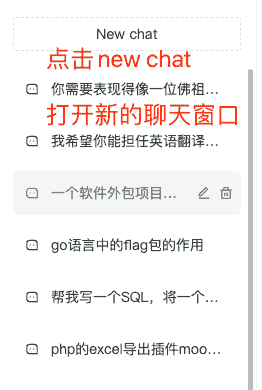 New chat
点击new chat
你需要表现得像一位佛祖...
打开新的聊天窗口
我希望你能担任英语翻译...
一个软件外包项目...
go语言中的flag包的作用
帮我写一个SQL，将一个...
php的excel导出插件moo...